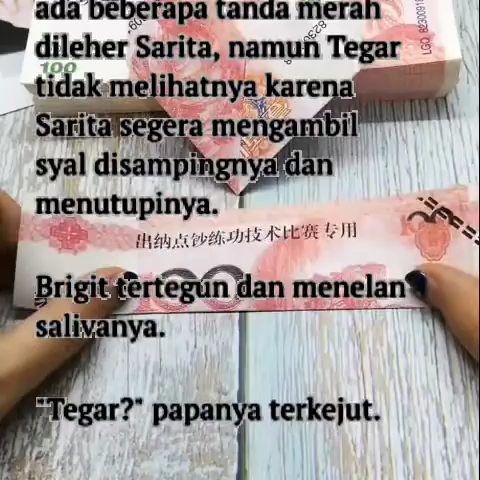 ada beberapa tanda merah
dileher Sarita, namun Tegar
tidak melihatnya karena
Sarita segera mengambil
syal disampingnya dan
menutupinya.
出纳点钞练功技术比赛专用
100
Brigit tertegun dan menelan
salivanya.
"Tegar?" papanya terkejut.
100